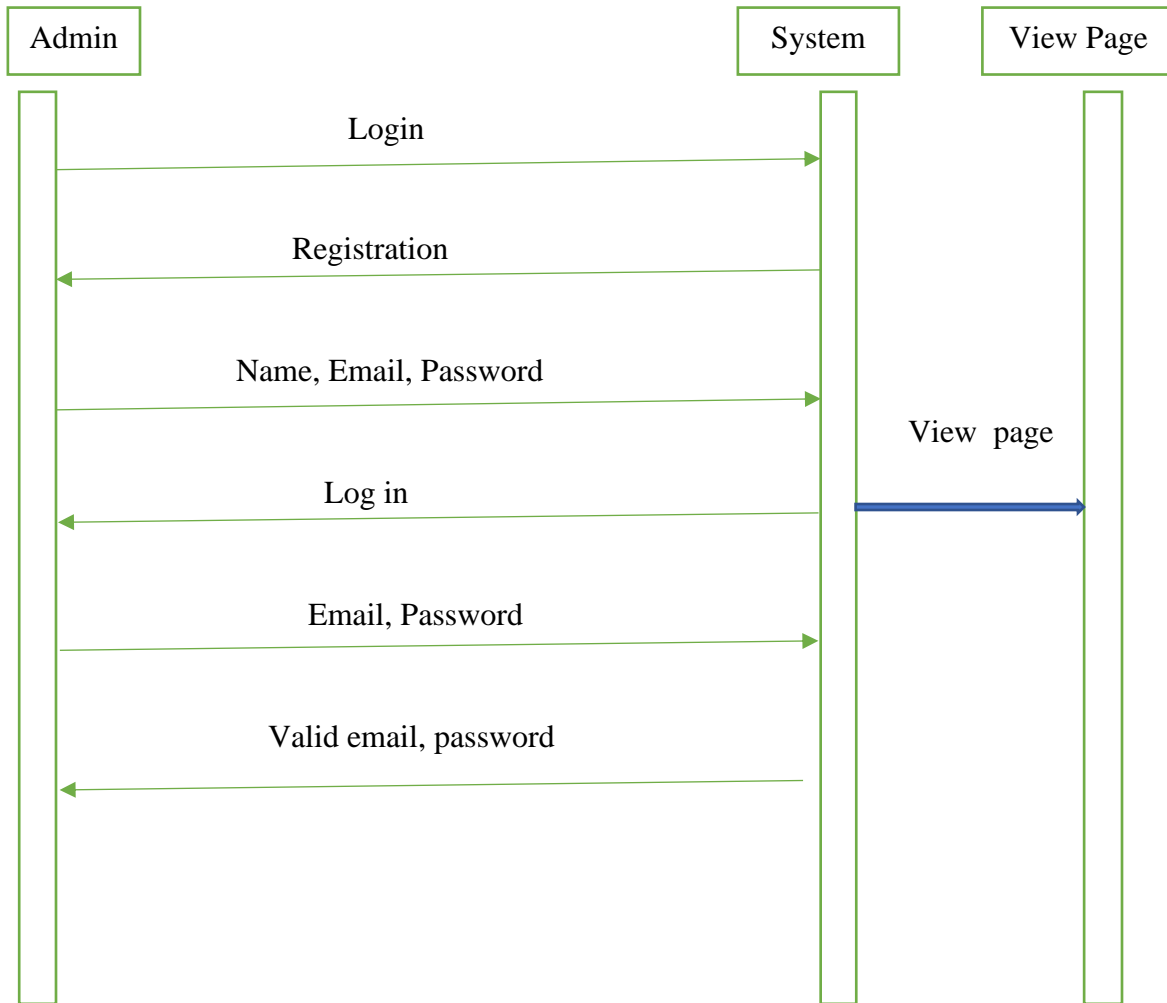 Admin
System
View Page
Login
Registration
Name, Email, Password
View  page
Log in
Email, Password
Valid email, password